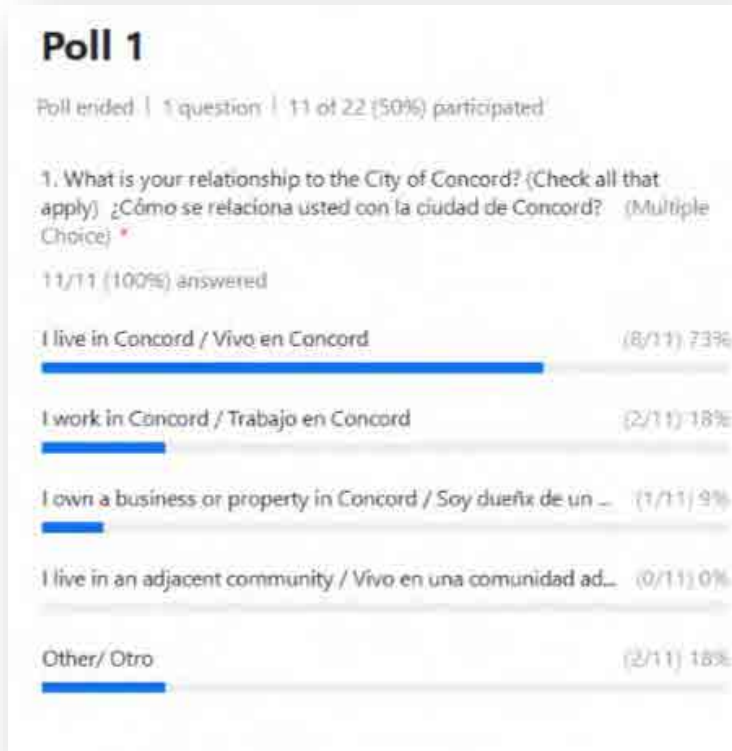 Poll 1
Poll ended | 1 question | 11 of 22 (50%) participated
1. What is your relationship to the City of Concord? (Check all that
apply) ¿Cómo se relaciona usted con la ciudad de Concord? (Multiple
Choice) *
11/11 (100%) answered
I live in Concord / Vivo en Concord (8/11) 73%
I work in Concord / Trabajo en Concord (2/11) 18%
I own a business or property in Concord / Soy dueñx de un ... (1/11) 9%
I live in an adjacent community / Vivo en una comunidad ad... (0/11) 0%
Other/ Otro (2/11) 18%